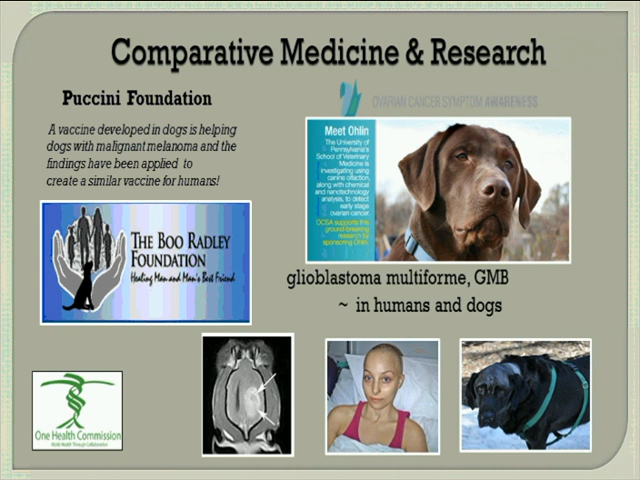 Comparative Medicine & Research
Puccini Foundation
A vaccine developed in dogs is helping
dogs with malignant melanoma and the
findings have been applied to
create a similar vaccine for humans!
OVARIAN CANCER SYMPTOM AWARENESS
Meet Ohlin
The University of
Pennsylvania's
School of Veterinary
Medicine is
investigating using
canine olfaction,
along with chemical
and nanotechnology
analysis, to detect
early stage
ovarian cancer.
OCSA supports this
ground-breaking
research by
sponsoring Ohlin.
THE BOO RADLEY
FOUNDATION
Healing Man and Man's Best Friend
glioblastoma multiforme, GMB
~ in humans and dogs
One Health Commission
World Health Through Collaboration